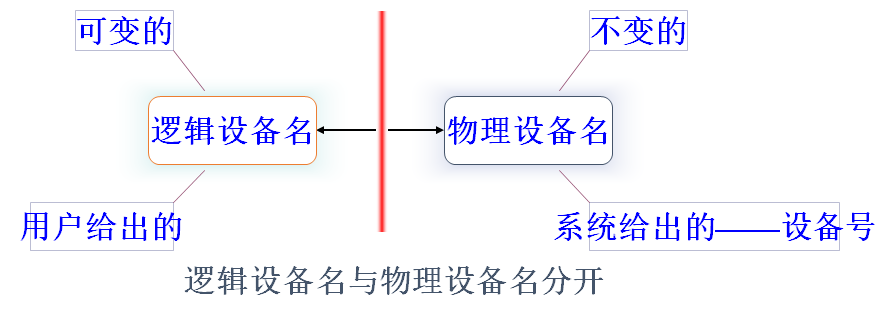 可变的
不变的
逻辑设备名
物理设备名
用户给出的
系统给出的——设备号
逻辑设备名与物理设备名分开